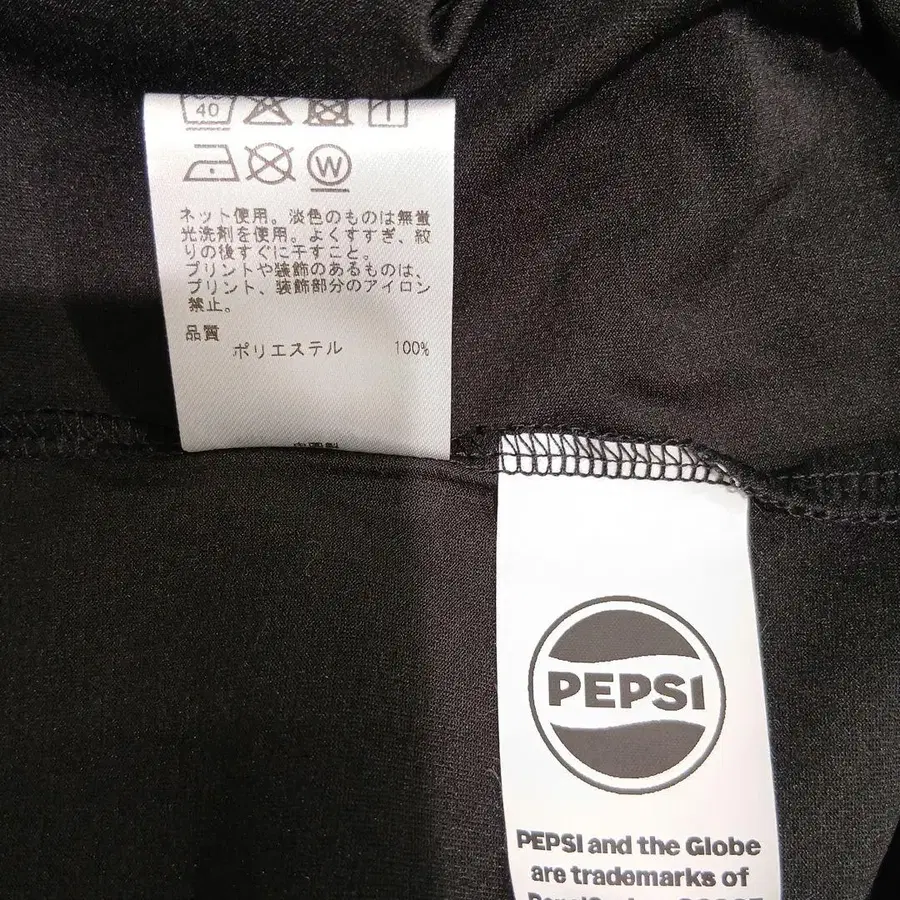 40
W
ネット使用。淡色のものは無蛍
光洗剤を使用。よくすすぎ、絞
りの後すぐに干すこと。
プリントや装飾のあるものは、
プリント、装飾部分のアイロン
禁止。
品質
ポリエステル 100%
PEPSI
PEPSI and the Globe
are trademarks of